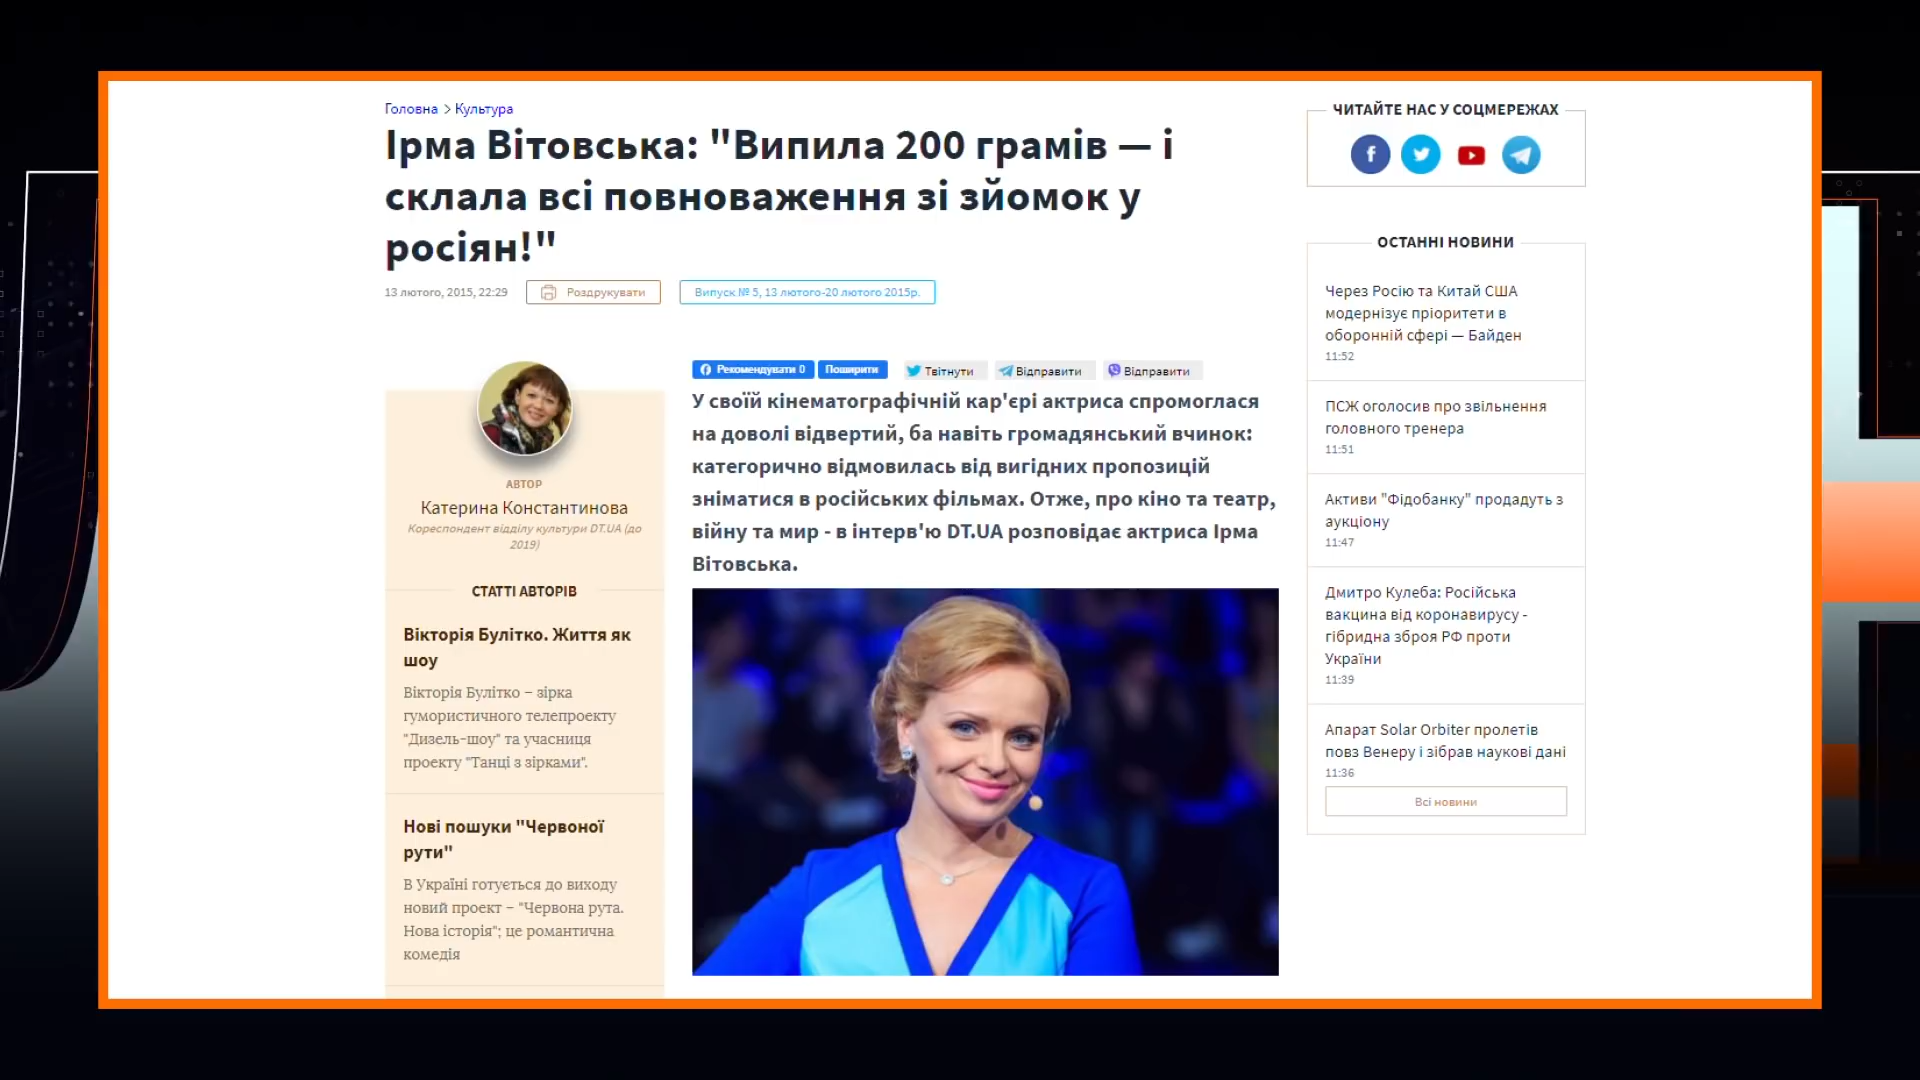 Головна > Культура
Ірма Вітовська: "Випила 200 грамів — і
склала всі повноваження зі зйомок у
росіян!"
13 лютого, 2015, 22:29
Роздрукувати
Випуск № 5, 13 лютого-20 лютого 2015р.
АВТОР
Катерина Константинова
Кореспондент відділу культури DT.UA (до
2019)
СТАТТІ АВТОРІВ
Вікторія Булітко. Життя як
шоу
Вікторія Булітко – зірка
гумористичного телепроекту
"Дизель-шоу" та учасниця
проекту "Танці з зірками".
Нові пошуки "Червоної
рути"
В Україні готується до виходу
новий проект – "Червона рута.
Нова історія"; це романтична
комедія
Рекомендувати 0
Поширити
Твітнути
Відправити
Відправити
У своїй кінематографічній кар'єрі актриса спромоглася
на доволі відвертий, ба навіть громадянський вчинок:
категорично відмовилась від вигідних пропозицій
зніматися в російських фільмах. Отже, про кіно та театр,
війну та мир - в інтерв'ю DT.UA розповідає актриса Ірма
Вітовська.
ЧИТАЙТЕ НАС У СОЦМЕРЕЖАХ
ОСТАННІ НОВИНИ
Через Росію та Китай США
модернізує пріоритети в
оборонній сфері — Байден
11:52
ПСЖ оголосив про звільнення
головного тренера
11:51
Активи "Фідобанку" продадуть з
аукціону
11:47
Дмитро Кулеба: Російська
вакцина від коронавирусу -
гібридна зброя РФ проти
України
11:39
Апарат Solar Orbiter пролетів
повз Венеру і зібрав наукові дані
11:36
Всі новини